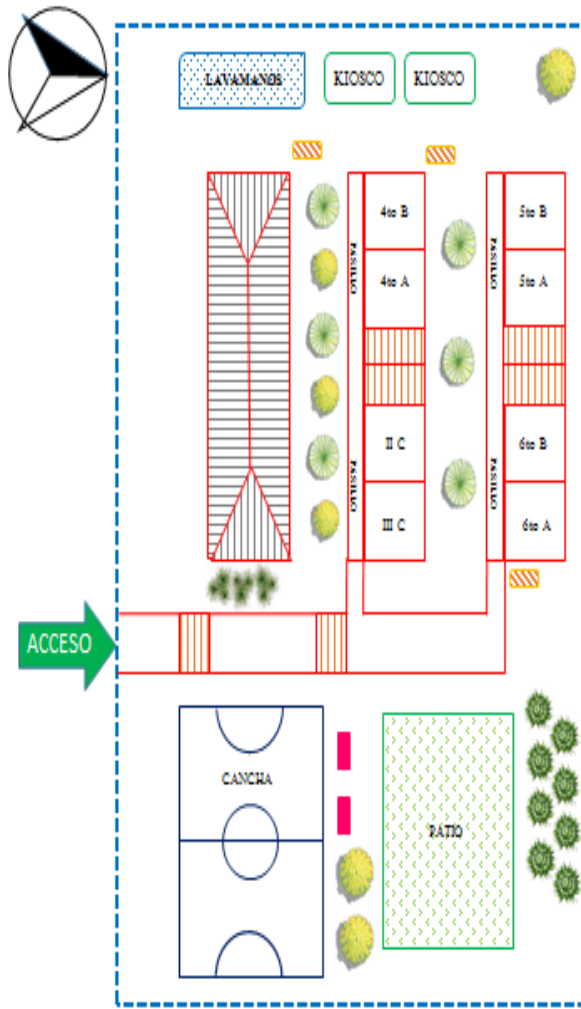 LAVAMANOS
KIOSCO
KIOSCO
4to B
5to B
PASILLO
PASILLO
4to A
5to A
II C
6to B
PASILLO
PASILLO
III C
6to A
ACCESO
CANCHA
PATIO